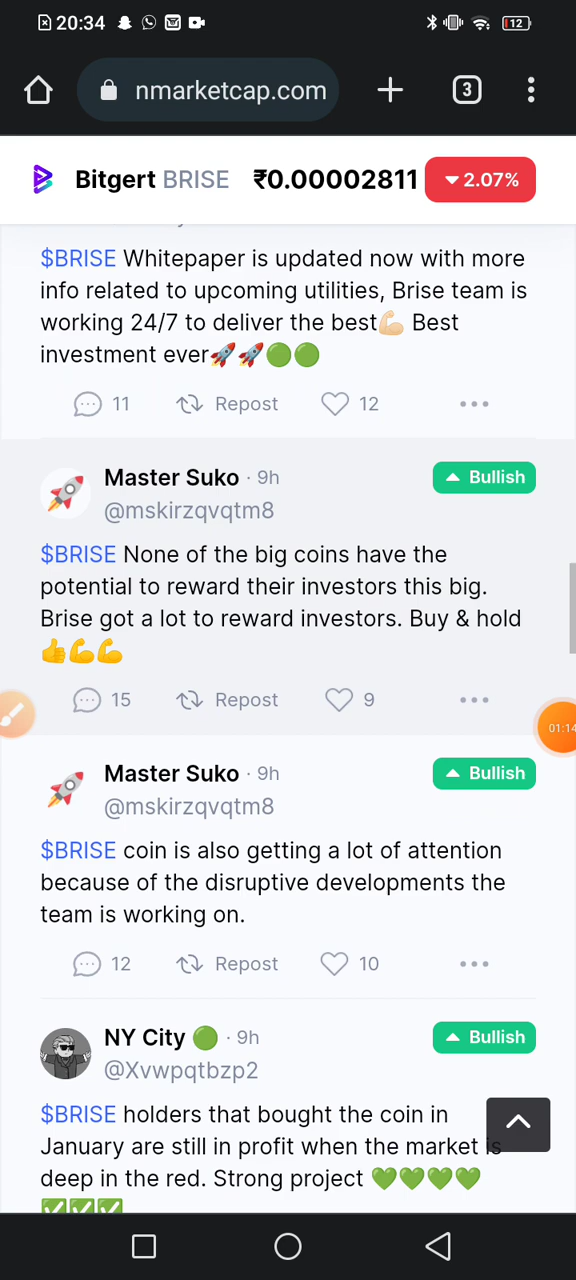 20:34 12
nmarketcap.com 3
Bitgert BRISE ₹0.00002811 2.07%
$BRISE Whitepaper is updated now with more
info related to upcoming utilities, Brise team is
working 24/7 to deliver the best💪🏻 Best
investment ever🚀🚀🟢🟢
11 Repost 12
Master Suko · 9h Bullish
@mskirzqvqtm8
$BRISE None of the big coins have the
potential to reward their investors this big.
Brise got a lot to reward investors. Buy & hold
👍💪💪
15 Repost 9
01:14
Master Suko · 9h Bullish
@mskirzqvqtm8
$BRISE coin is also getting a lot of attention
because of the disruptive developments the
team is working on.
12 Repost 10
NY City 🟢 · 9h Bullish
@Xvwpqtbzp2
$BRISE holders that bought the coin in
January are still in profit when the market is
deep in the red. Strong project 💚💚💚💚
✅✅✅